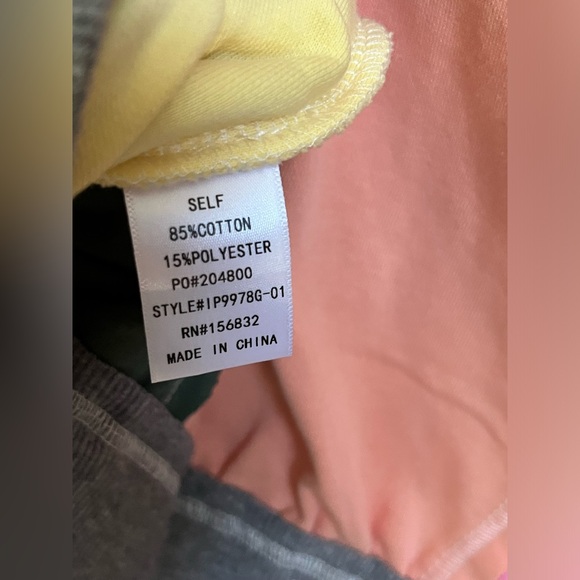 SELF
85%COTTON
15%POLYESTER
PO#204800
STYLE#IP9978G-01
RN#156832
MADE IN CHINA